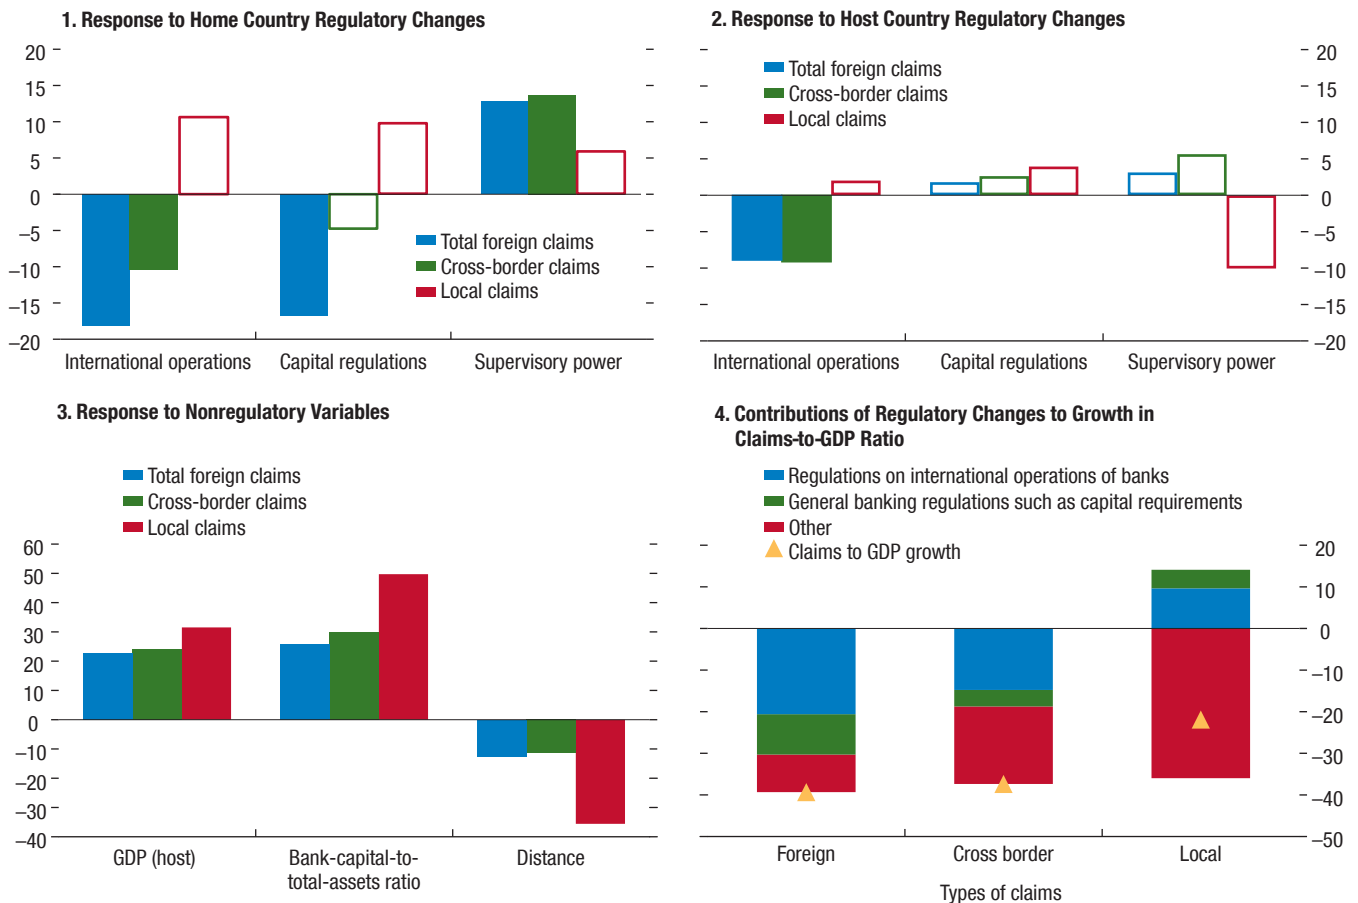 1. Response to Home Country Regulatory Changes
20
15
10
5
0
–5
–10
–15
–20
Total foreign claims
Cross-border claims
Local claims
International operations
Capital regulations
Supervisory power
2. Response to Host Country Regulatory Changes
Total foreign claims
Cross-border claims
Local claims
20
15
10
5
0
–5
–10
–15
–20
International operations
Capital regulations
Supervisory power
3. Response to Nonregulatory Variables
Total foreign claims
Cross-border claims
Local claims
60
50
40
30
20
10
0
–10
–20
–30
–40
GDP (host)
Bank-capital-to-
total-assets ratio
Distance
4. Contributions of Regulatory Changes to Growth in
Claims-to-GDP Ratio
Regulations on international operations of banks
General banking regulations such as capital requirements
Other
Claims to GDP growth
20
10
0
–10
–20
–30
–40
–50
Foreign
Cross border
Local
Types of claims